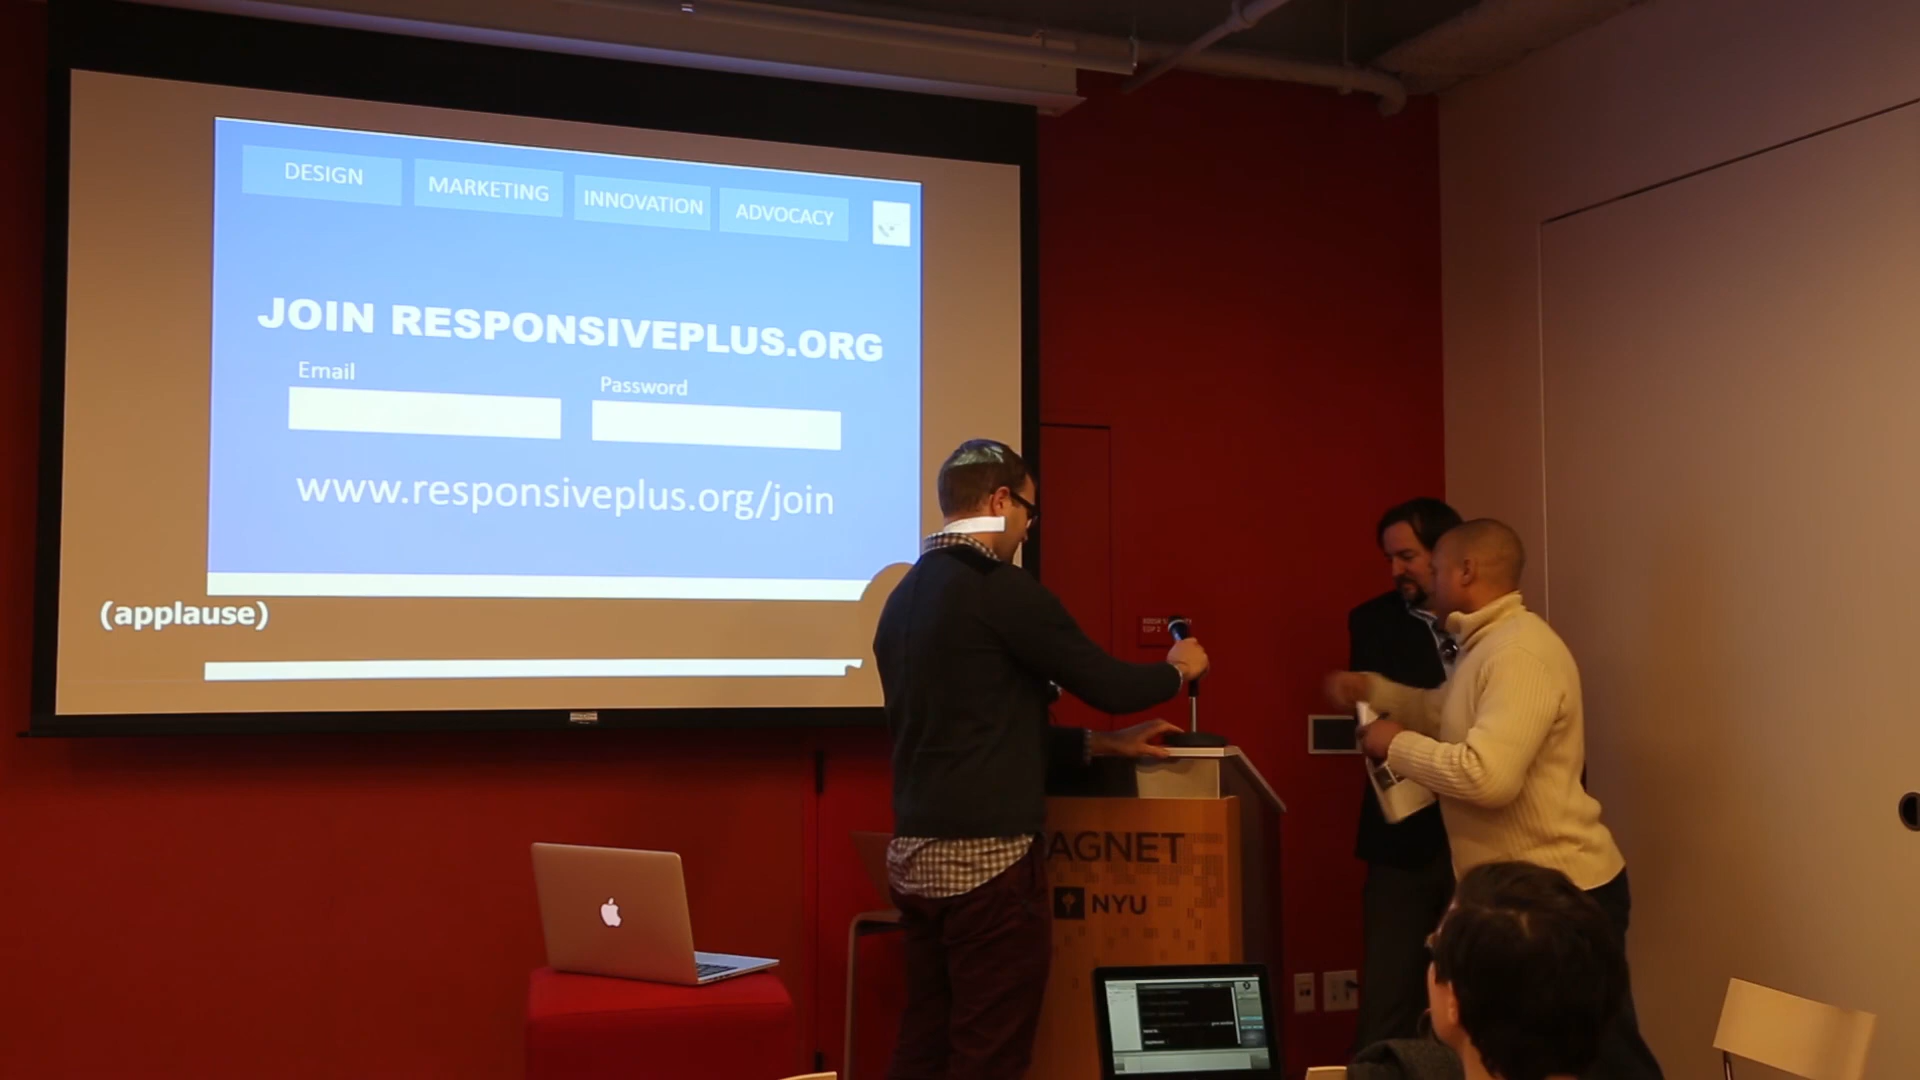 DESIGN
MARKETING
INNOVATION
ADVOCACY
JOIN RESPONSIVEPLUS.ORG
Email
Password
www.responsiveplus.org/join
(applause)
AGNET
NYU